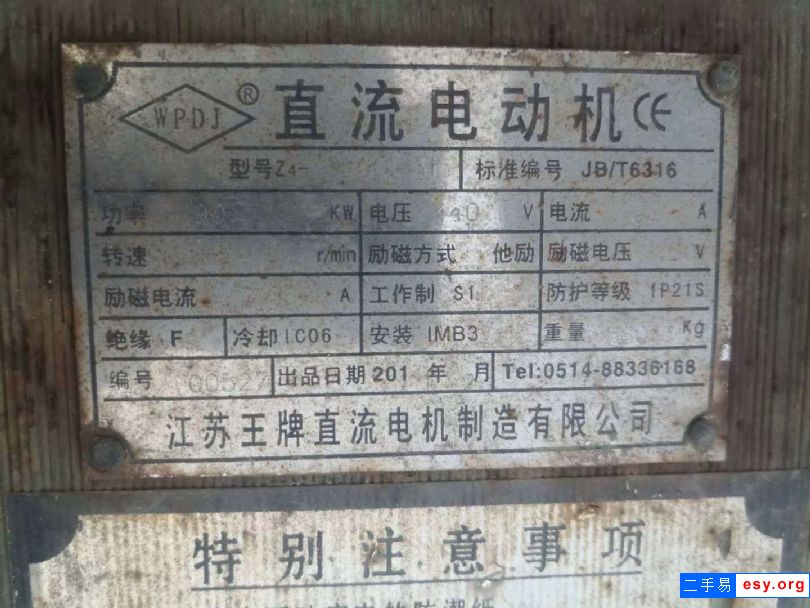 WPDJ ® 直流电动机 CE
型号Z4- 标准编号 JB/T6316
功率 KW 电压 V 电流 A
转速 r/min 励磁方式 他励 励磁电压 V
励磁电流 A 工作制 S1 防护等级 IP21S
绝缘 F 冷却IC06 安装 IMB3 重量 Kg
编号 00527 出品日期 201 年 月 Tel:0514-88336168
江苏王牌直流电机制造有限公司
特别注意事项
二手易 esy.org